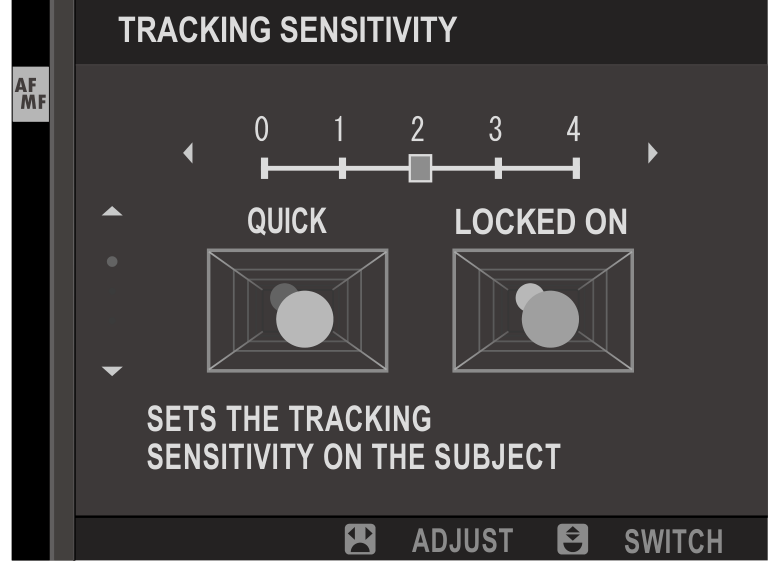 TRACKING SENSITIVITY
AF
MF
0 1 2 3 4
QUICK LOCKED ON
SETS THE TRACKING
SENSITIVITY ON THE SUBJECT
ADJUST SWITCH